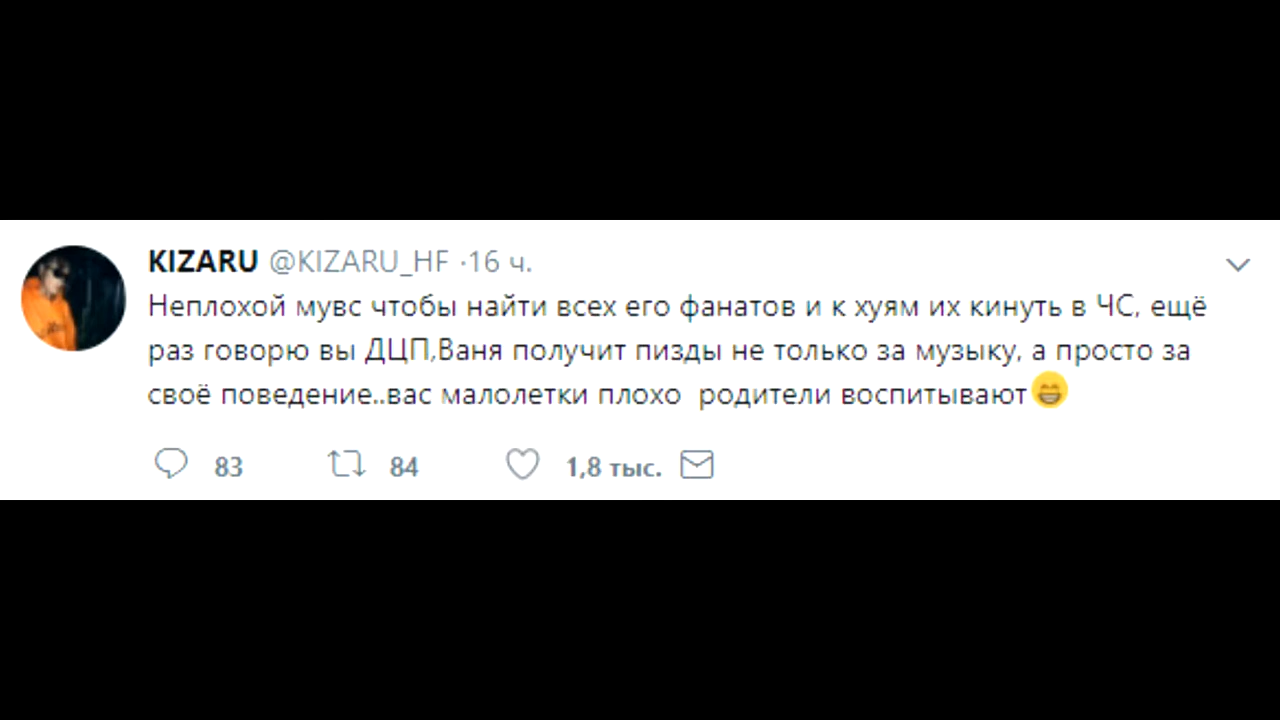 KIZARU @KIZARU_HF ·16 ч.
Неплохой мувс чтобы найти всех его фанатов и к хуям их кинуть в ЧС, ещё
раз говорю вы ДЦП,Ваня получит пизды не только за музыку, а просто за
своё поведение..вас малолетки плохо  родители воспитывают😁
83 84 1,8 тыс.